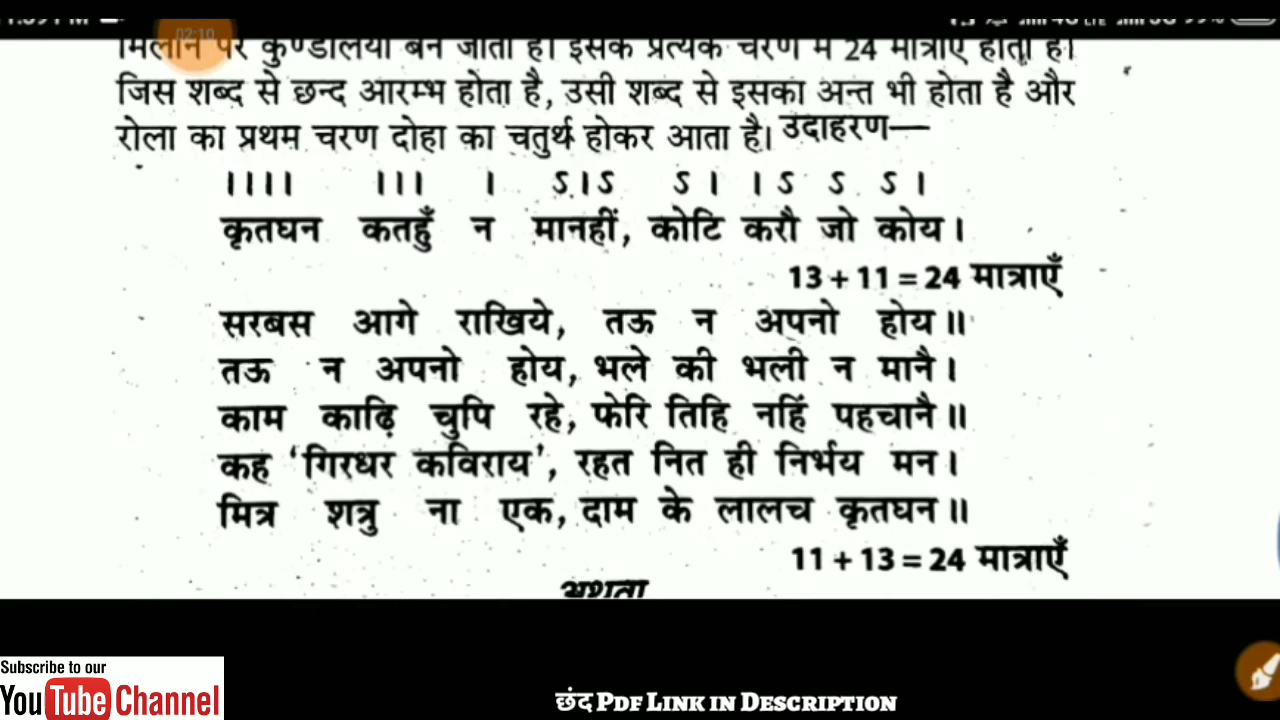 02:10
मिलाने पर कुण्डलिया बन जाता है। इसके प्रत्येक चरण में 24 मात्राएँ होती हैं।
जिस शब्द से छन्द आरम्भ होता है, उसी शब्द से इसका अन्त भी होता है और
रोला का प्रथम चरण दोहा का चतुर्थ होकर आता है। उदाहरण—
।।।। ।।। । ऽ।ऽ ऽ। ।ऽ ऽ ऽ।
कृतघन कतहुँ न मानहीं, कोटि करौ जो कोय।
13 + 11 = 24 मात्राएँ
सरबस आगे राखिये, तऊ न अपनो होय॥
तऊ न अपनो होय, भले की भली न मानै।
काम काढ़ि चुपि रहे, फेरि तिहि नहिं पहचानै॥
कह 'गिरधर कविराय', रहत नित ही निर्भय मन।
मित्र शत्रु ना एक, दाम के लालच कृतघन॥
11 + 13 = 24 मात्राएँ
Subscribe to our
YouTube Channel
छंद Pdf Link in Description